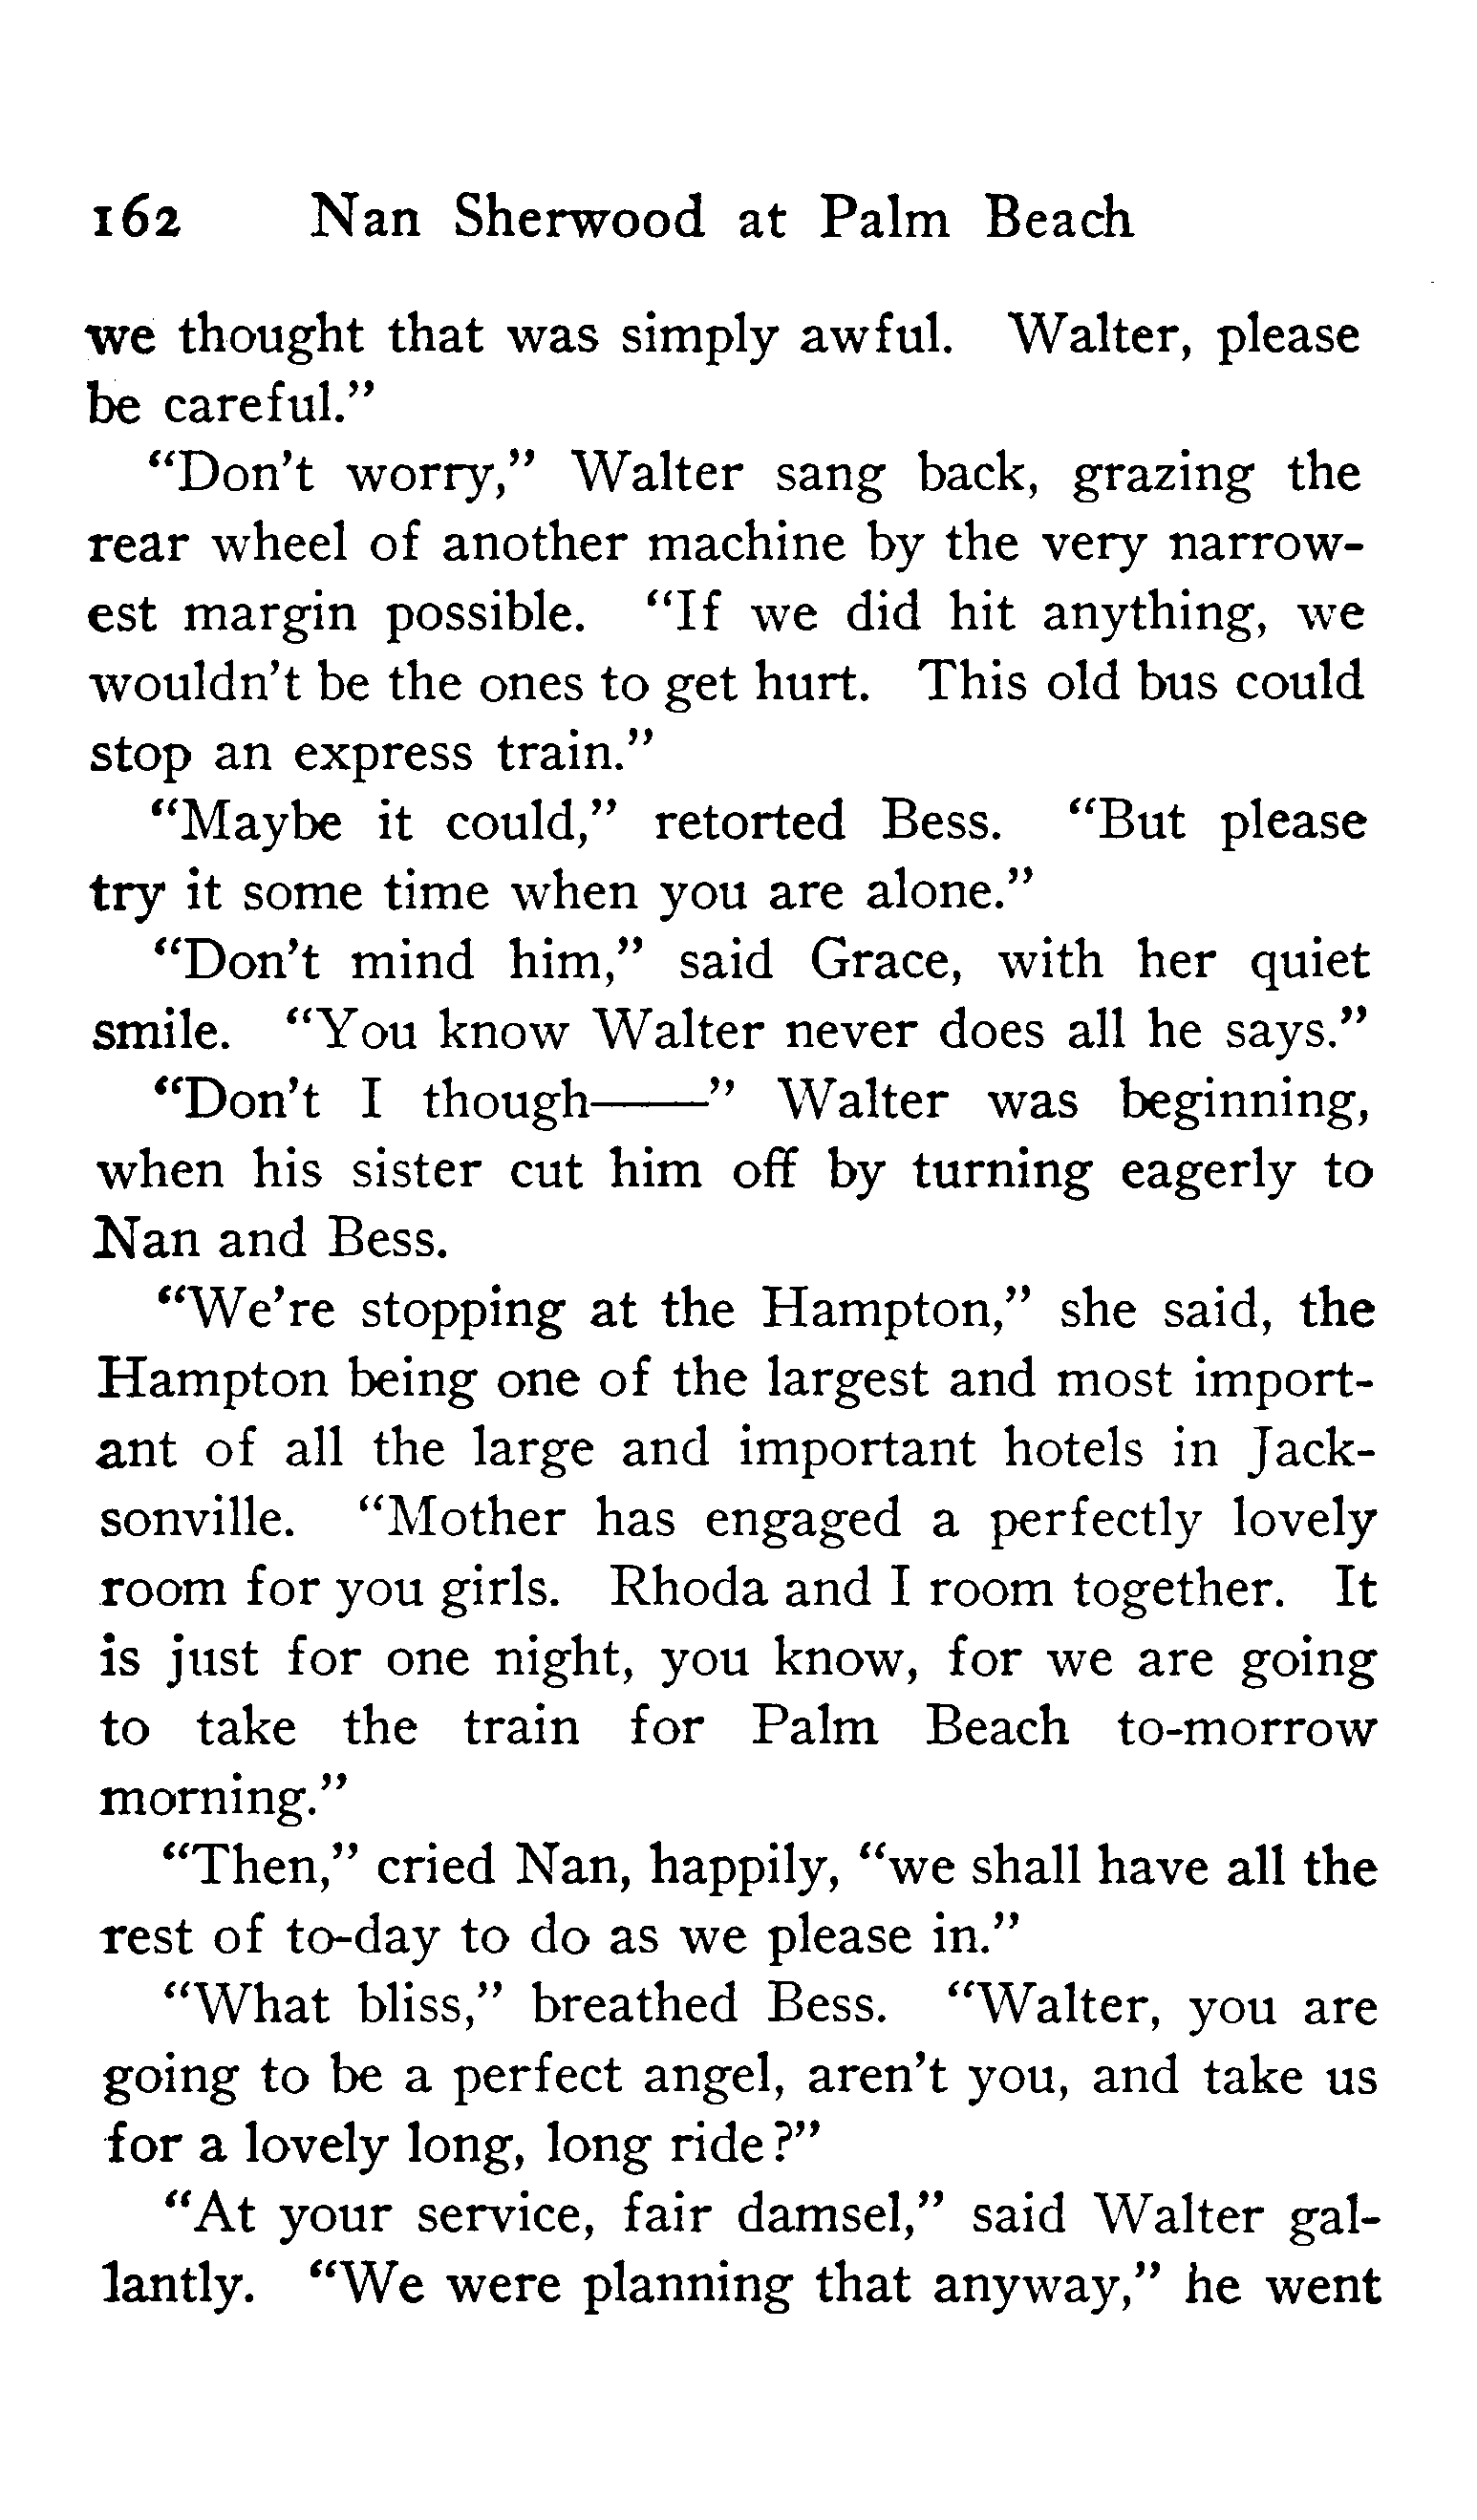 162 Nan Sherwood at Palm Beach
we thought that was simply awful. Walter, please
be careful."
"Don't worry," Walter sang back, grazing the
rear wheel of another machine by the very narrow-
est margin possible. "If we did hit anything, we
wouldn't be the ones to get hurt. This old bus could
stop an express train."
"Maybe it could," retorted Bess. "But please
try it some time when you are alone."
"Don't mind him," said Grace, with her quiet
smile. "You know Walter never does all he says."
"Don't I though——" Walter was beginning,
when his sister cut him off by turning eagerly to
Nan and Bess.
"We're stopping at the Hampton," she said, the
Hampton being one of the largest and most import-
ant of all the large and important hotels in Jack-
sonville. "Mother has engaged a perfectly lovely
room for you girls. Rhoda and I room together. It
is just for one night, you know, for we are going
to take the train for Palm Beach to-morrow
morning."
"Then," cried Nan, happily, "we shall have all the
rest of to-day to do as we please in."
"What bliss," breathed Bess. "Walter, you are
going to be a perfect angel, aren't you, and take us
for a lovely long, long ride?"
"At your service, fair damsel," said Walter gal-
lantly. "We were planning that anyway," he went